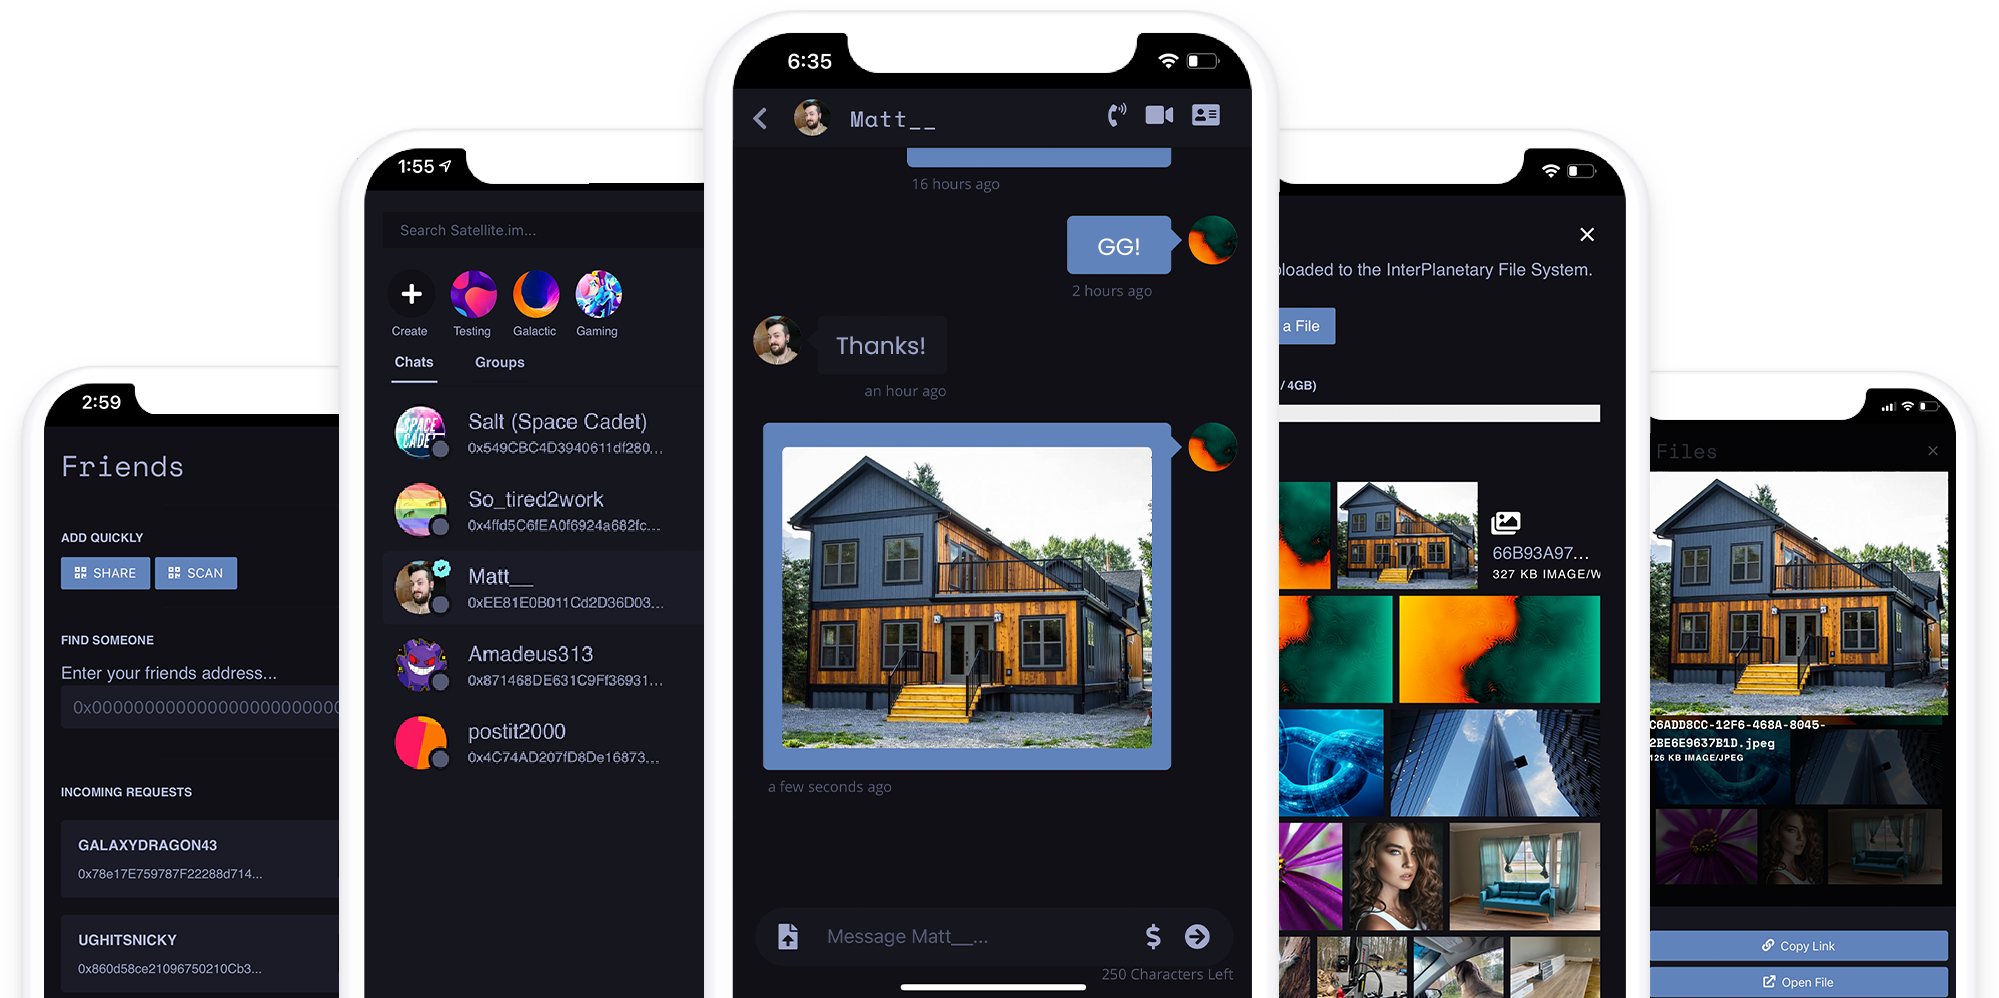 2:59
Friends
ADD QUICKLY
SHARE
SCAN
FIND SOMEONE
Enter your friends address...
0x000000000000000000000000
INCOMING REQUESTS
GALAXYDRAGON43
0x78e17E759787F22288d714...
UGHITSNICKY
0x860d58ce21096750210Cb3...
1:55
Search Satellite.im...
Create
Testing
Galactic
Gaming
Chats
Groups
SPACE
CADET
Salt (Space Cadet)
0x549CBC4D3940611df280...
So_tired2work
0x4ffd5C6fEA0f6924a682fc...
Matt__
0xEE81E0B011Cd2D36D03...
Amadeus313
0x871468DE631C9Ff36931...
postit2000
0x4C74AD207fD8De16873...
6:35
Matt__
16 hours ago
GG!
2 hours ago
Thanks!
an hour ago
a few seconds ago
Message Matt__...
$
250 Characters Left
loaded to the InterPlanetary File System.
a File
/ 4GB)
66B93A97...
327 KB IMAGE/W
Files
C6ADD8CC-12F6-468A-8045-
2BE6E9637B1D.jpeg
126 KB IMAGE/JPEG
Copy Link
Open File